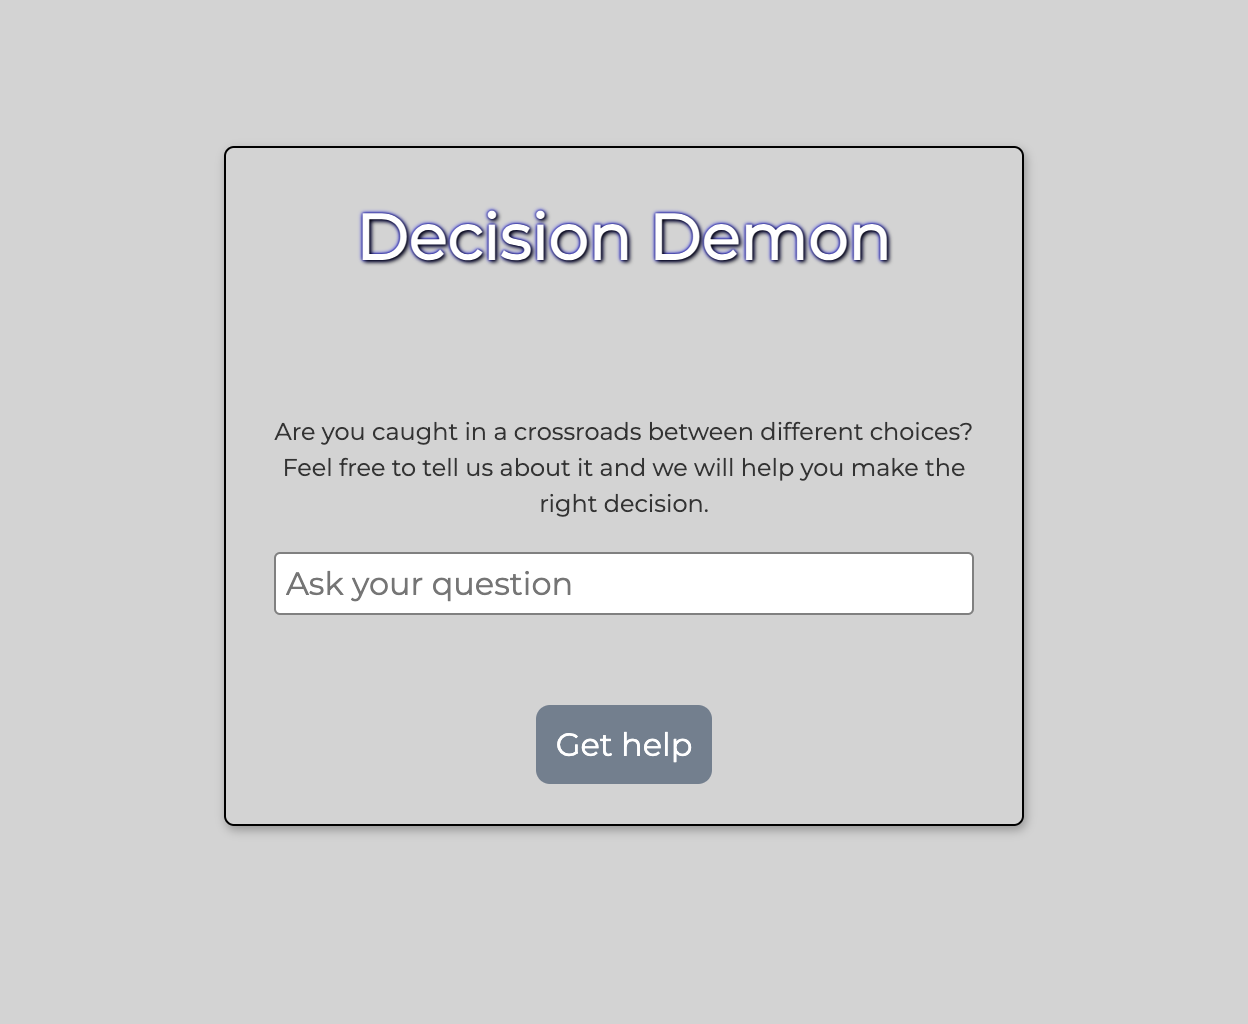 Decision Demon
Are you caught in a crossroads between different choices?
Feel free to tell us about it and we will help you make the
right decision.
Ask your question
Get help